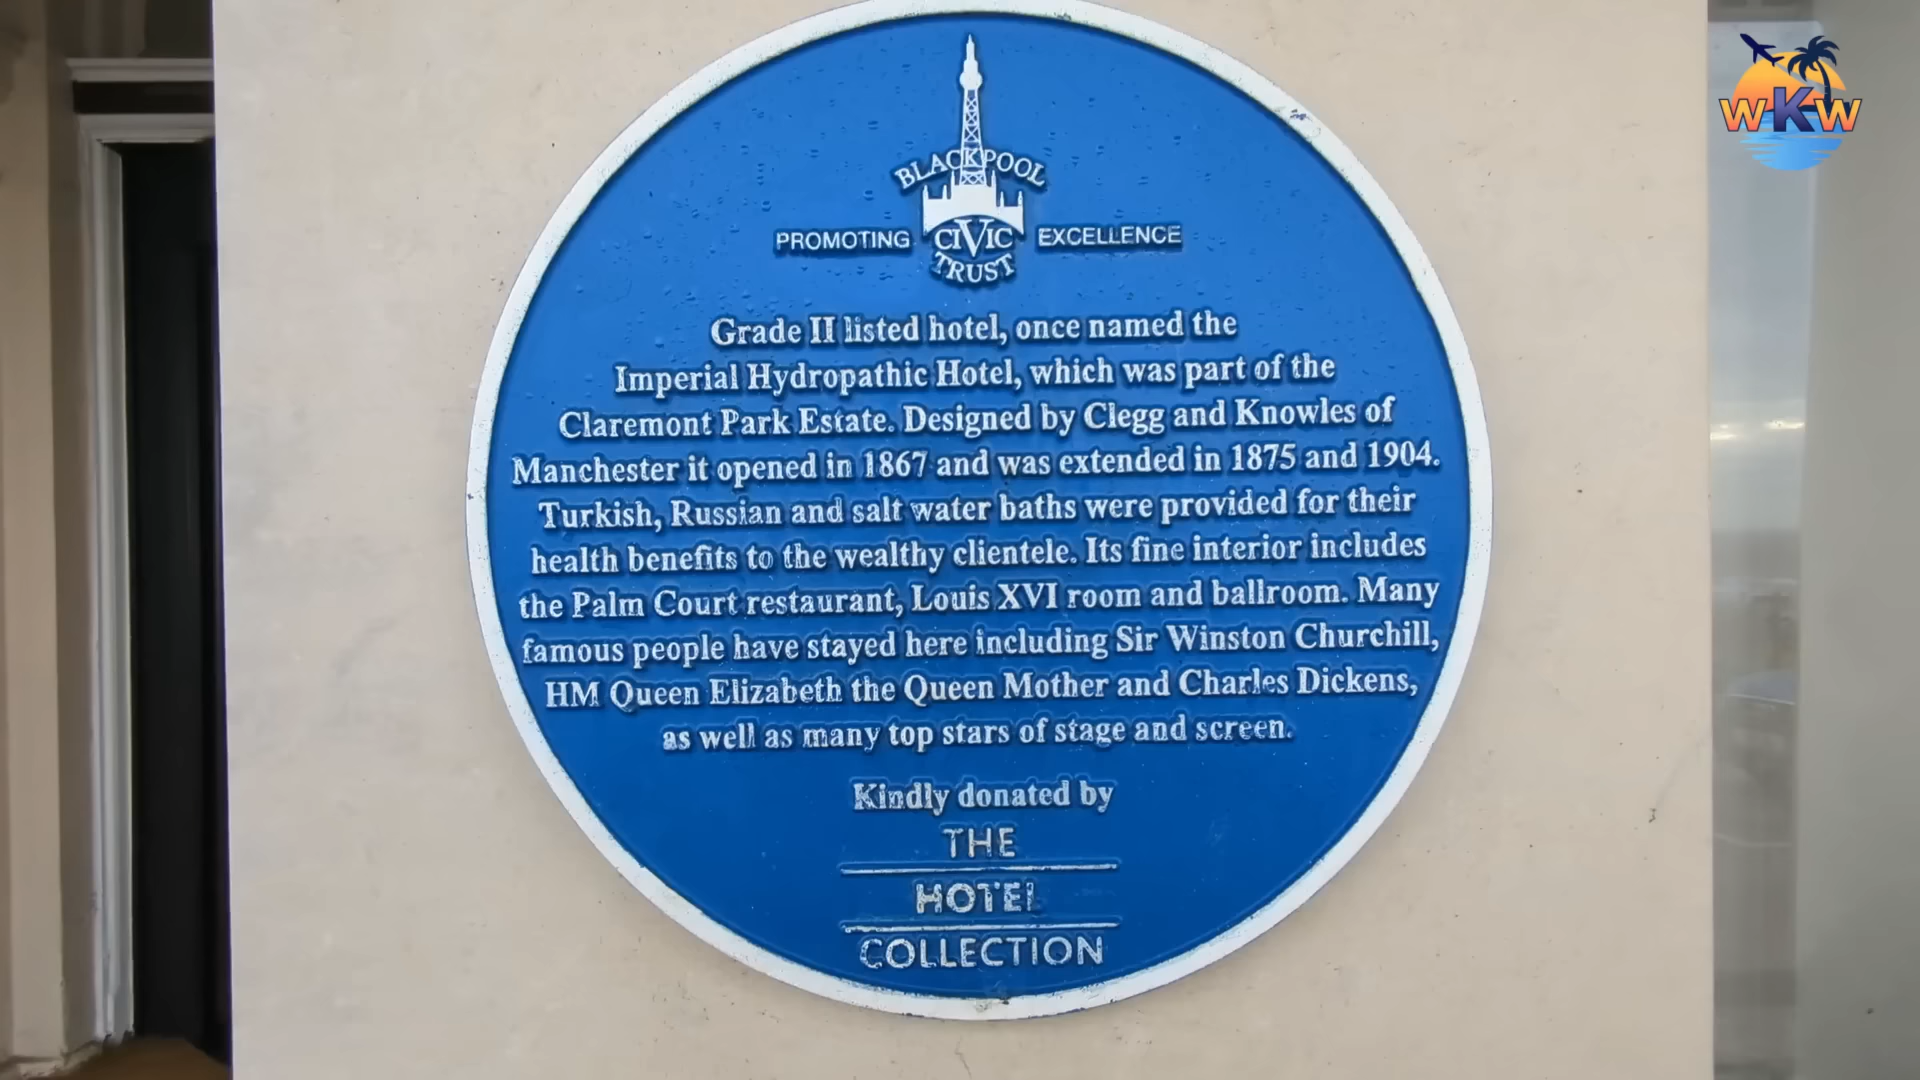 WKW
BLACKPOOL
PROMOTING CIVIC EXCELLENCE
TRUST
Grade II listed hotel, once named the
Imperial Hydropathic Hotel, which was part of the
Claremont Park Estate. Designed by Clegg and Knowles of
Manchester it opened in 1867 and was extended in 1875 and 1904.
Turkish, Russian and salt water baths were provided for their
health benefits to the wealthy clientele. Its fine interior includes
the Palm Court restaurant, Louis XVI room and ballroom. Many
famous people have stayed here including Sir Winston Churchill,
HM Queen Elizabeth the Queen Mother and Charles Dickens,
as well as many top stars of stage and screen.
Kindly donated by
THE
HOTEL
COLLECTION